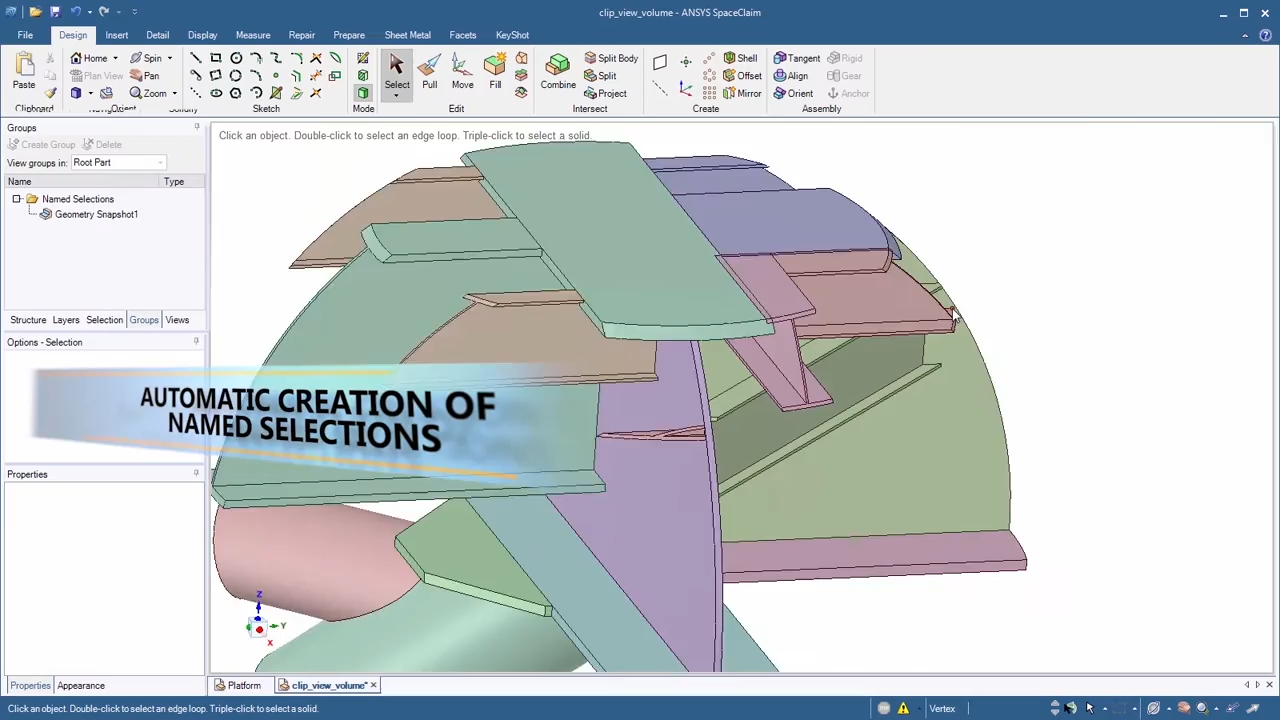 clip_view_volume - ANSYS SpaceClaim
File Design Insert Detail Display Measure Repair Prepare Sheet Metal Facets KeyShot
Home Spin Split Body Shell Tangent Rigid
Plan View Pan Split Offset Align Gear
Paste Zoom Select Pull Move Fill Combine Project Mirror Orient Anchor
Clipboard Sketch Mode Edit Intersect Create Assembly
Groups
Click an object. Double-click to select an edge loop. Triple-click to select a solid.
Create Group Delete
View groups in: Root Part
Name Type
Named Selections
Geometry Snapshot1
Structure Layers Selection Groups Views
Options - Selection
AUTOMATIC CREATION OF
NAMED SELECTIONS
Properties
Z
Y
X
Properties Appearance
Platform clip_view_volume*
Click an object. Double-click to select an edge loop. Triple-click to select a solid.
Vertex